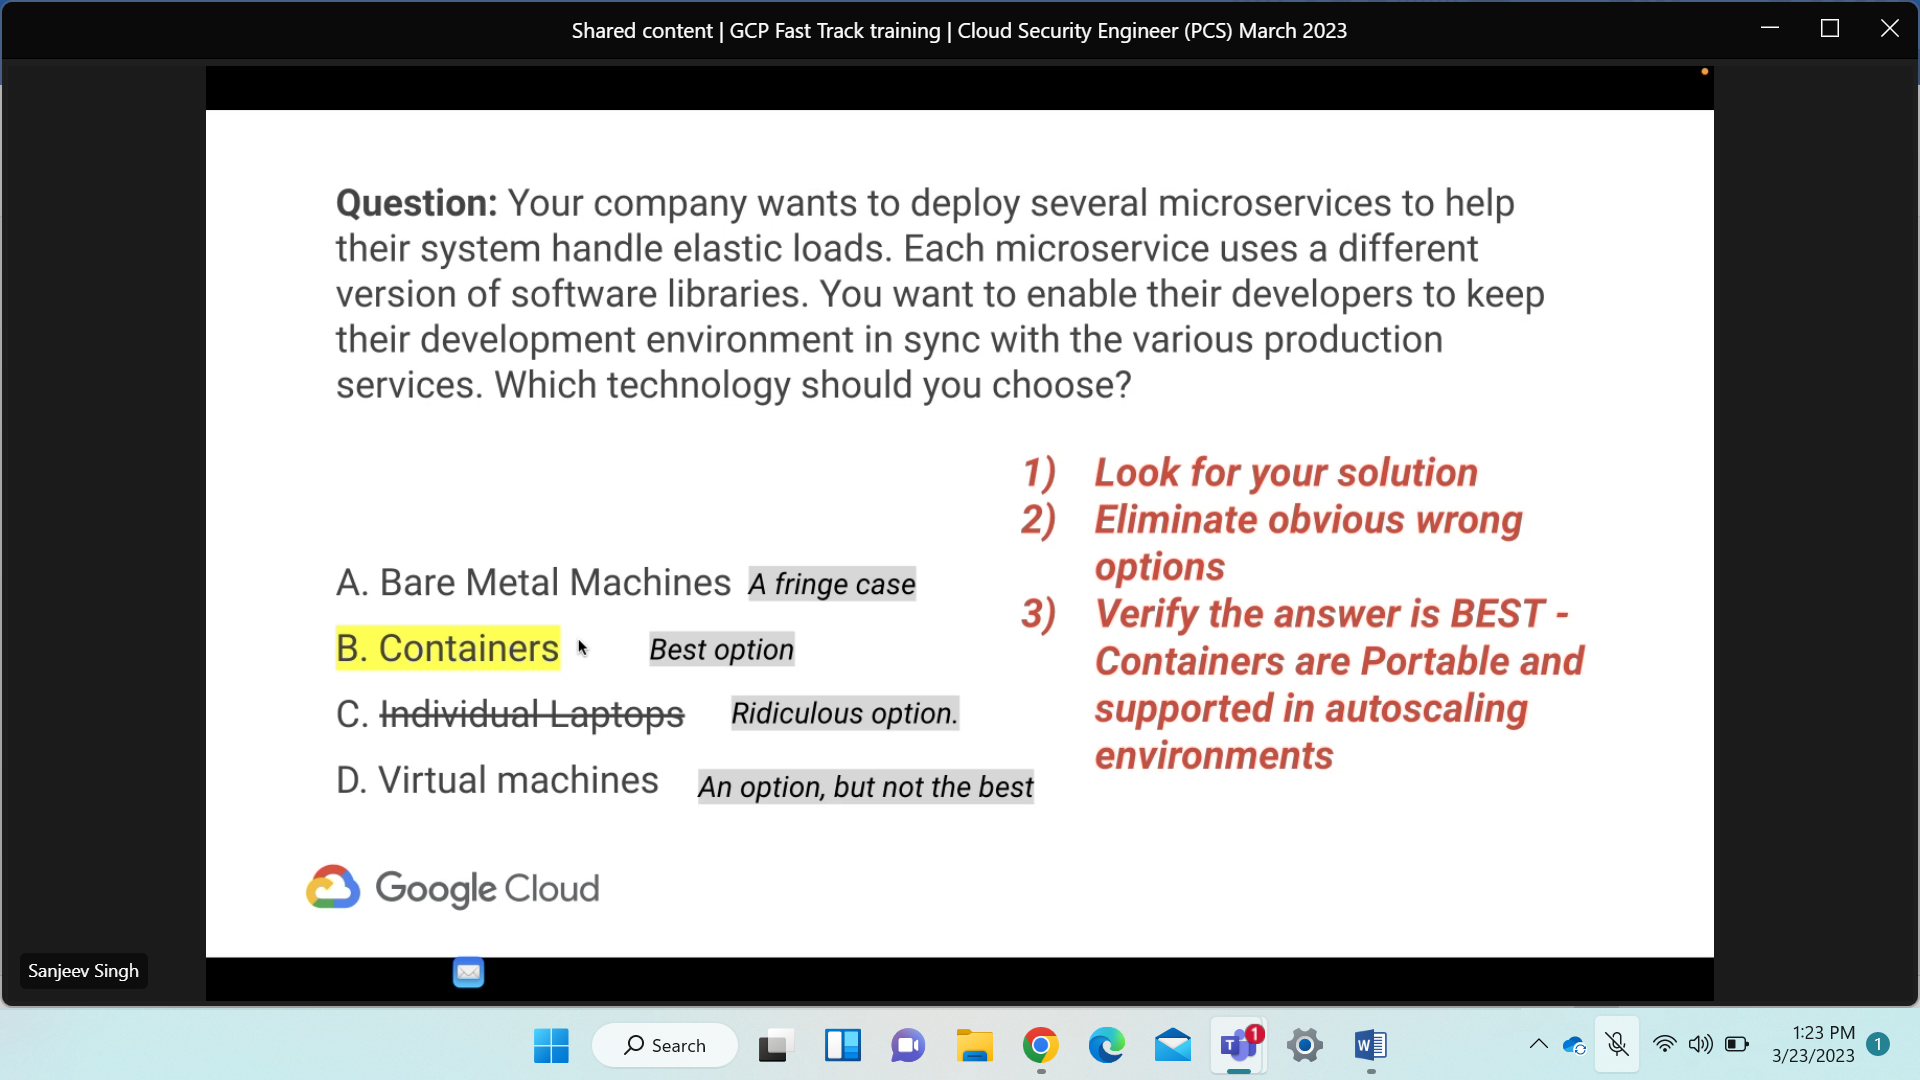 Shared content | GCP Fast Track training | Cloud Security Engineer (PCS) March 2023
Question: Your company wants to deploy several microservices to help
their system handle elastic loads. Each microservice uses a different
version of software libraries. You want to enable their developers to keep
their development environment in sync with the various production
services. Which technology should you choose?
A. Bare Metal Machines A fringe case
B. Containers Best option
C. Individual Laptops Ridiculous option.
D. Virtual machines An option, but not the best
1) Look for your solution
2) Eliminate obvious wrong
options
3) Verify the answer is BEST -
Containers are Portable and
supported in autoscaling
environments
Google Cloud
Sanjeev Singh
Search
T
1
W
1:23 PM
3/23/2023
1